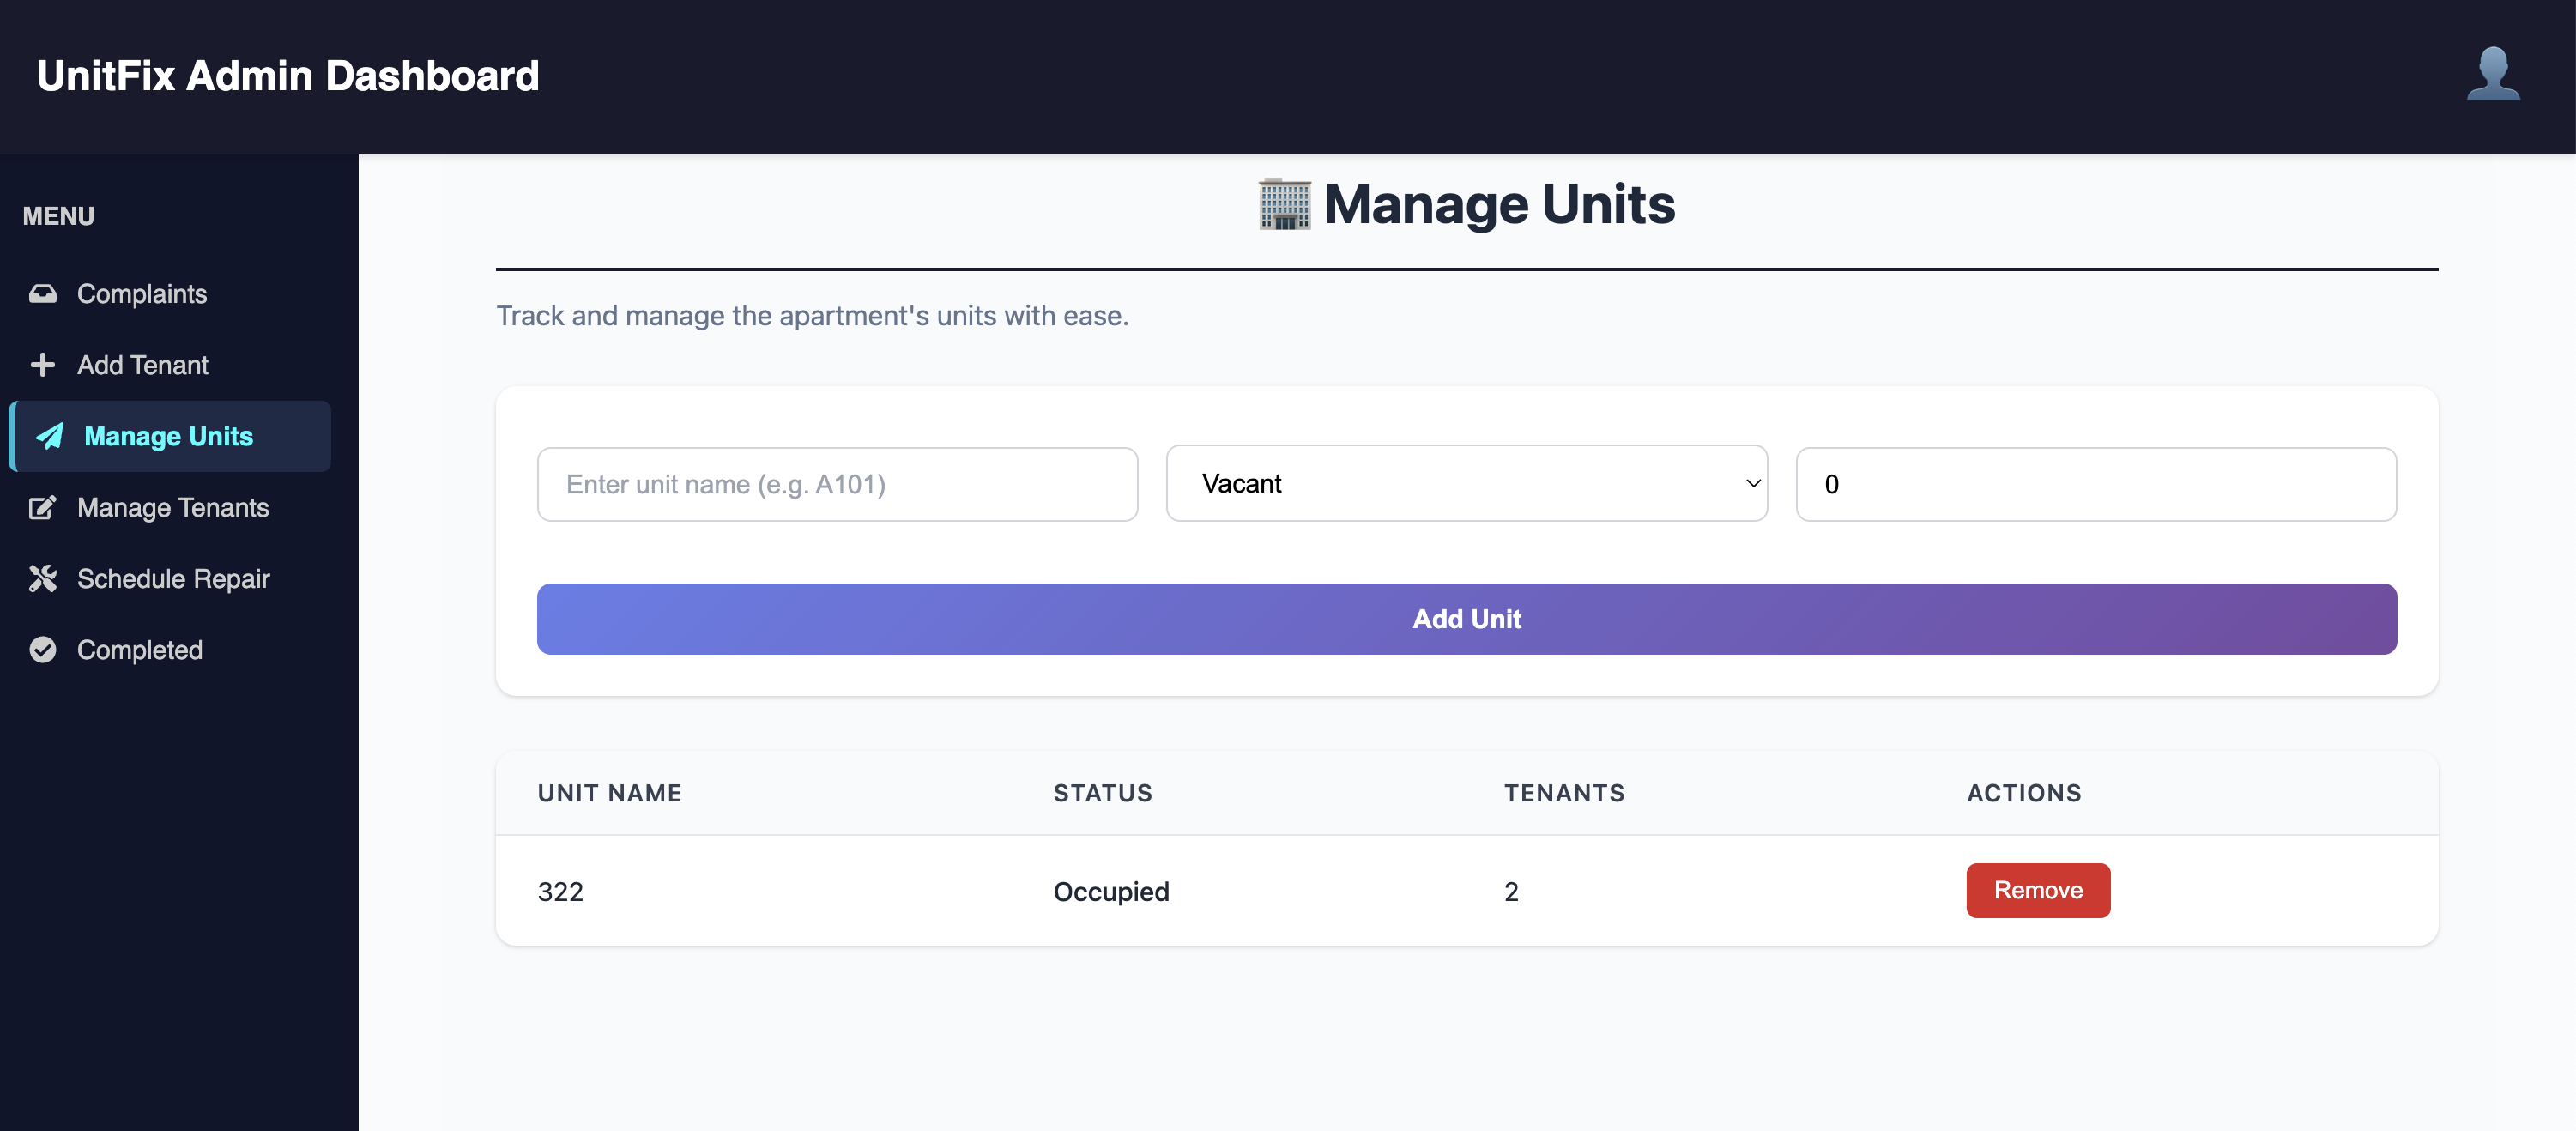 UnitFix Admin Dashboard
MENU
Complaints
Add Tenant
Manage Units
Manage Tenants
Schedule Repair
Completed
Manage Units
Track and manage the apartment's units with ease.
Enter unit name (e.g. A101) Vacant 0
Add Unit
UNIT NAME STATUS TENANTS ACTIONS
322 Occupied 2 Remove